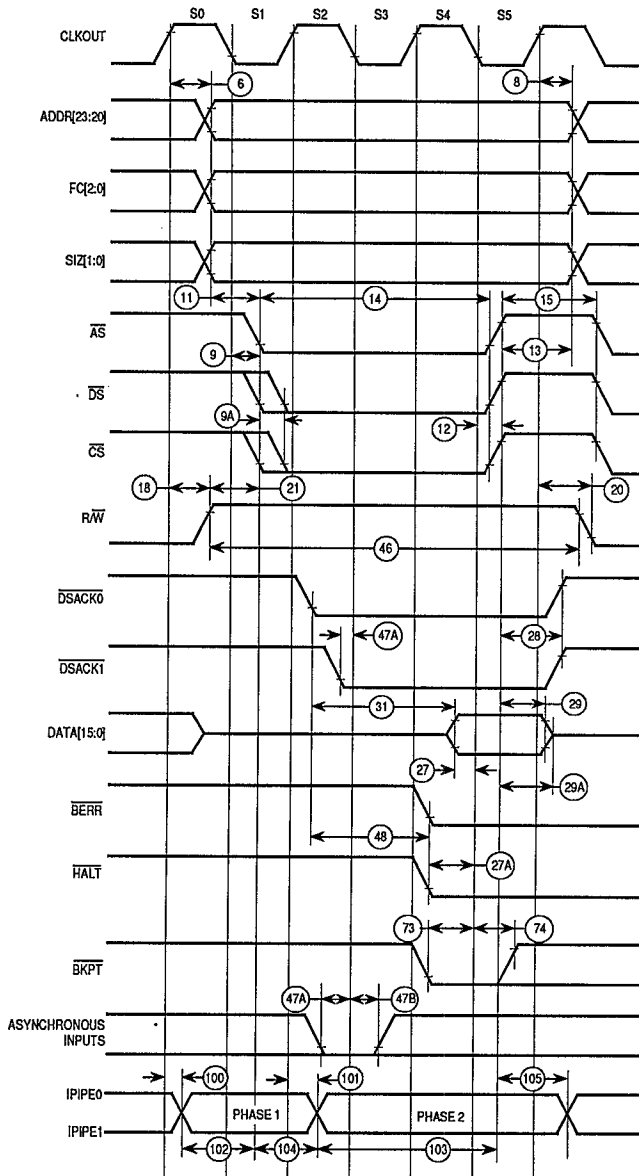 S0 S1 S2 S3 S4 S5
CLKOUT
6 8
ADDR[23:20]
FC[2:0]
SIZ[1:0]
11 14 15
AS
9 13
DS
9A 12
CS
18 21 20
R/W
46
DSACK0
47A 28
DSACK1
31 29
DATA[15:0]
27 29A
BERR
48
HALT 27A
73 74
BKPT
47A 47B
ASYNCHRONOUS
INPUTS
100 101 105
IPIPE0
PHASE 1 PHASE 2
IPIPE1
102 104 103